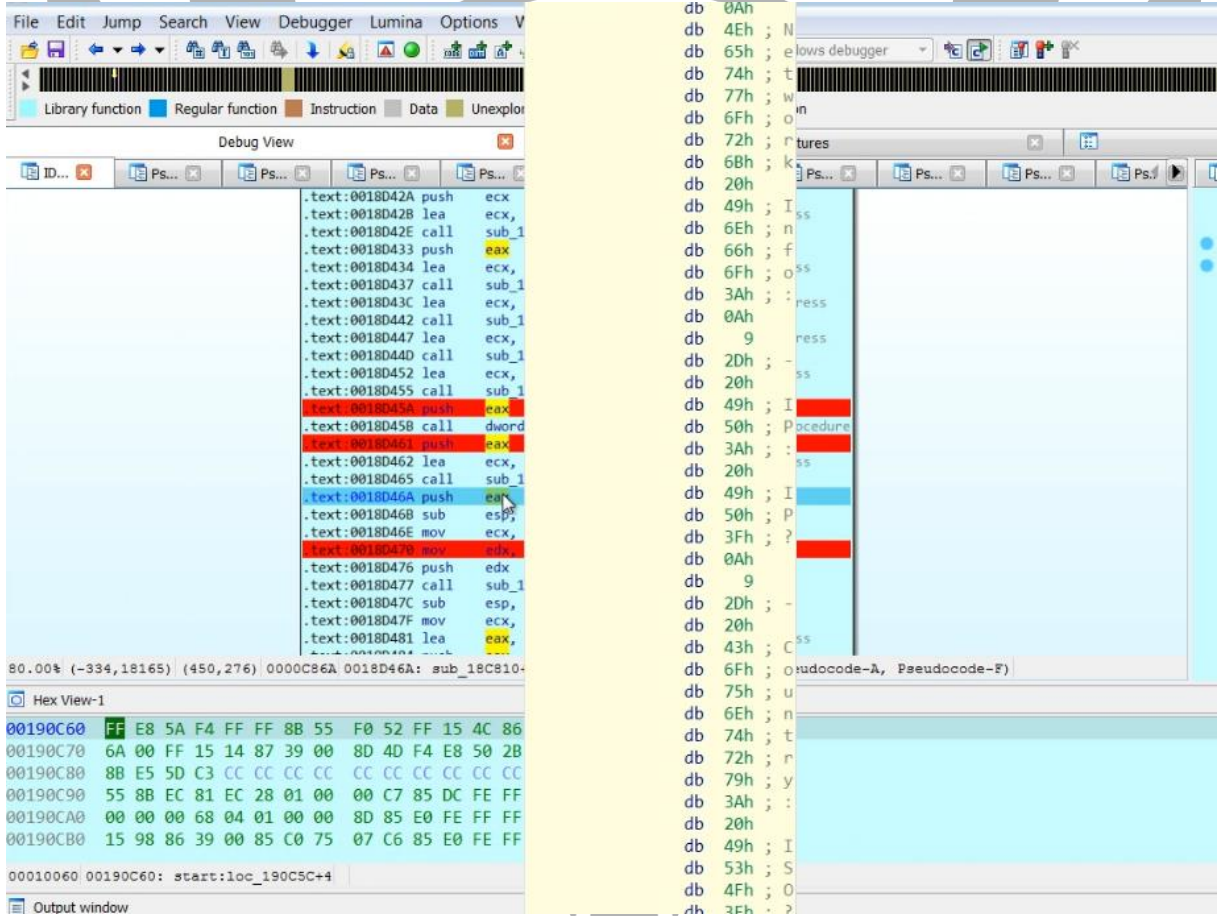 File Edit Jump Search View Debugger Lumina Options
Library function Regular function Instruction Data
Debug View
ID... Ps... Ps... Ps... Ps... Ps... Ps... Ps...
.text:0018D42A push ecx
.text:0018D42B lea ecx,
.text:0018D42E call sub_1
.text:0018D433 push eax
.text:0018D434 lea ecx,
.text:0018D437 call sub_1
.text:0018D43C lea ecx,
.text:0018D442 call sub_1
.text:0018D447 lea ecx,
.text:0018D44D call sub_1
.text:0018D452 lea ecx,
.text:0018D455 call sub_1
.text:0018D45A push eax
.text:0018D45B call dword
.text:0018D461 push eax
.text:0018D462 lea ecx,
.text:0018D465 call sub_1
.text:0018D46A push eax
.text:0018D46B sub esp,
.text:0018D46E mov ecx,
.text:0018D470 mov edx,
.text:0018D476 push edx
.text:0018D477 call sub_1
.text:0018D47C sub esp,
.text:0018D47F mov ecx,
.text:0018D481 lea eax,
80.00% (-334,18165) (450,276) 0000C86A 0018D46A: sub_18C810+
Hex View-1
00190C60 FF E8 5A F4 FF FF 8B 55 F0 52 FF 15 4C 86
00190C70 6A 00 FF 15 14 87 39 00 8D 4D F4 E8 50 2B
00190C80 8B E5 5D C3 CC CC CC CC CC CC CC CC CC CC
00190C90 55 8B EC 81 EC 28 01 00 00 C7 85 DC FE FF
00190CA0 00 00 00 68 04 01 00 00 8D 85 E0 FE FF FF
00190CB0 15 98 86 39 00 85 C0 75 07 C6 85 E0 FE FF
00010060 00190C60: start:loc_190C5C+4
Output window
db 0Ah
db 4Eh ; N
db 65h ; e
db 74h ; t
db 77h ; w
db 6Fh ; o
db 72h ; r
db 6Bh ; k
db 20h
db 49h ; I
db 6Eh ; n
db 66h ; f
db 6Fh ; o
db 3Ah ; :
db 0Ah
db 9
db 2Dh ; -
db 20h
db 49h ; I
db 50h ; P
db 3Ah ; :
db 20h
db 49h ; I
db 50h ; P
db 3Fh ; ?
db 0Ah
db 9
db 2Dh ; -
db 20h
db 43h ; C
db 6Fh ; o
db 75h ; u
db 6Eh ; n
db 74h ; t
db 72h ; r
db 79h ; y
db 3Ah ; :
db 20h
db 49h ; I
db 53h ; S
db 4Fh ; O
db 3Fh ; ?
debugger
Pseudocode-F)